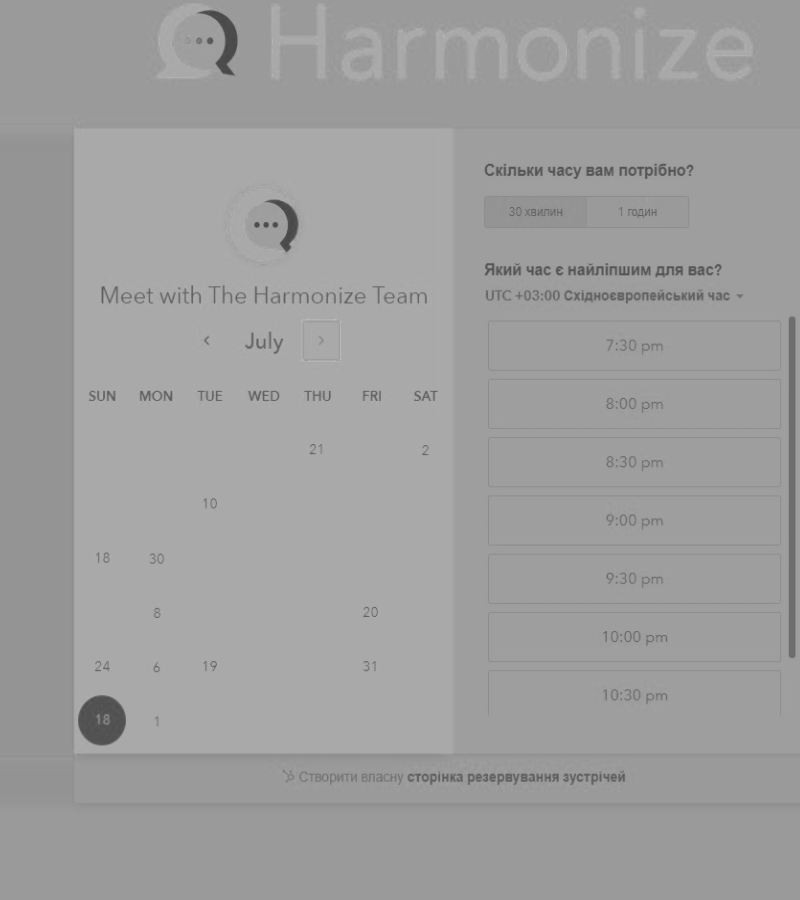 Harmonize
Meet with The Harmonize Team
July
SUN MON TUE WED THU FRI SAT
21 2
10
18 30
8 20
24 6 19 31
18 1
Скільки часу вам потрібно?
30 хвилин 1 годин
Який час є найліпшим для вас?
UTC +03:00 Східноєвропейський час
7:30 pm
8:00 pm
8:30 pm
9:00 pm
9:30 pm
10:00 pm
10:30 pm
Створити власну сторінка резервування зустрічей